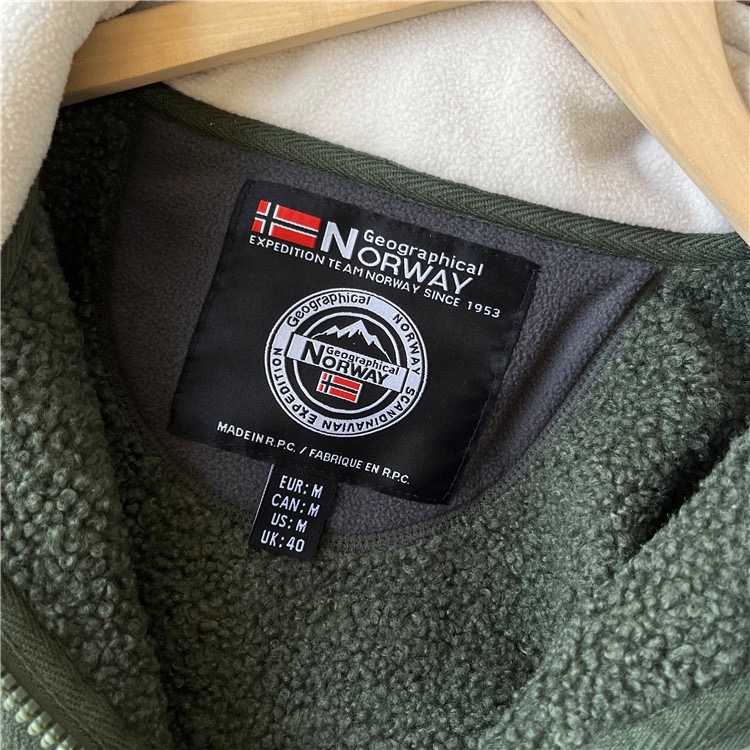 Geographical
NORWAY
EXPEDITION TEAM NORWAY SINCE 1953
Geographical NORWAY SCANDINAVIAN EXPEDITION
Geographical
NORWAY
MADE IN R.P.C. / FABRIQUE EN R.P.C.
EUR: M
CAN: M
US: M
UK: 40